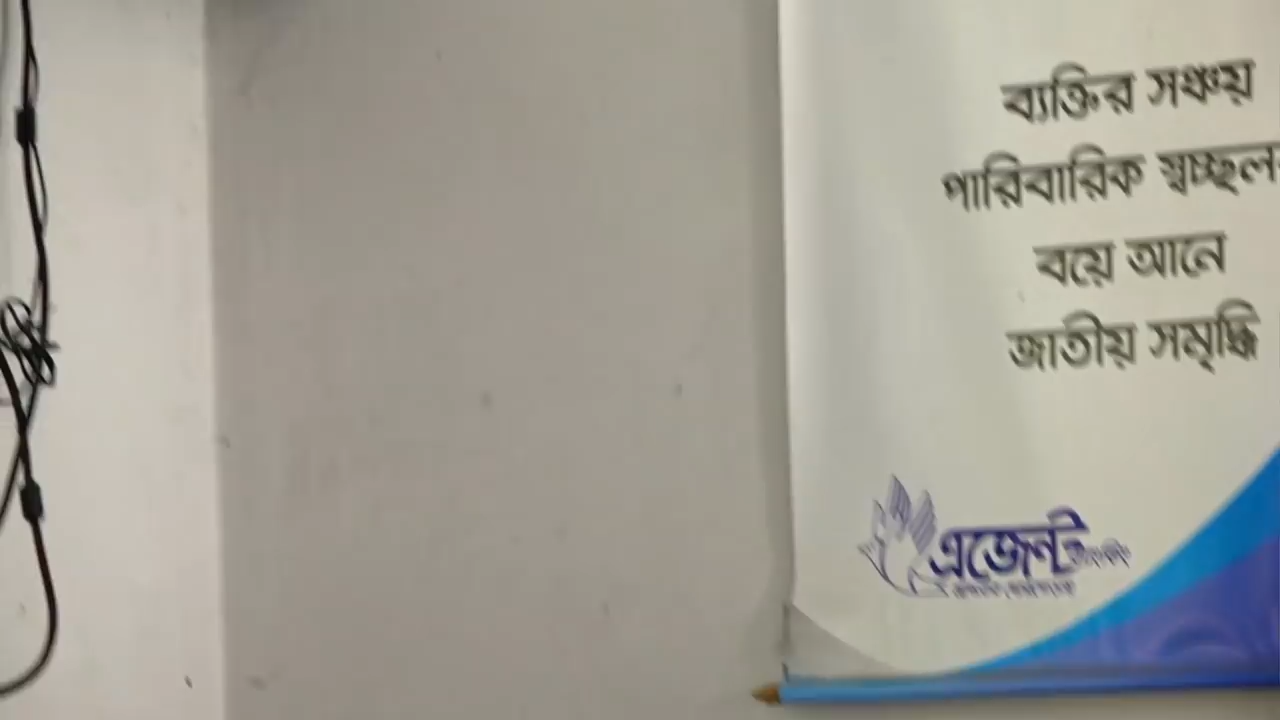 ব্যক্তির সঞ্চয়
পারিবারিক স্বচ্ছল
বয়ে আনে
জাতীয় সমৃদ্ধি
এজেন্ট